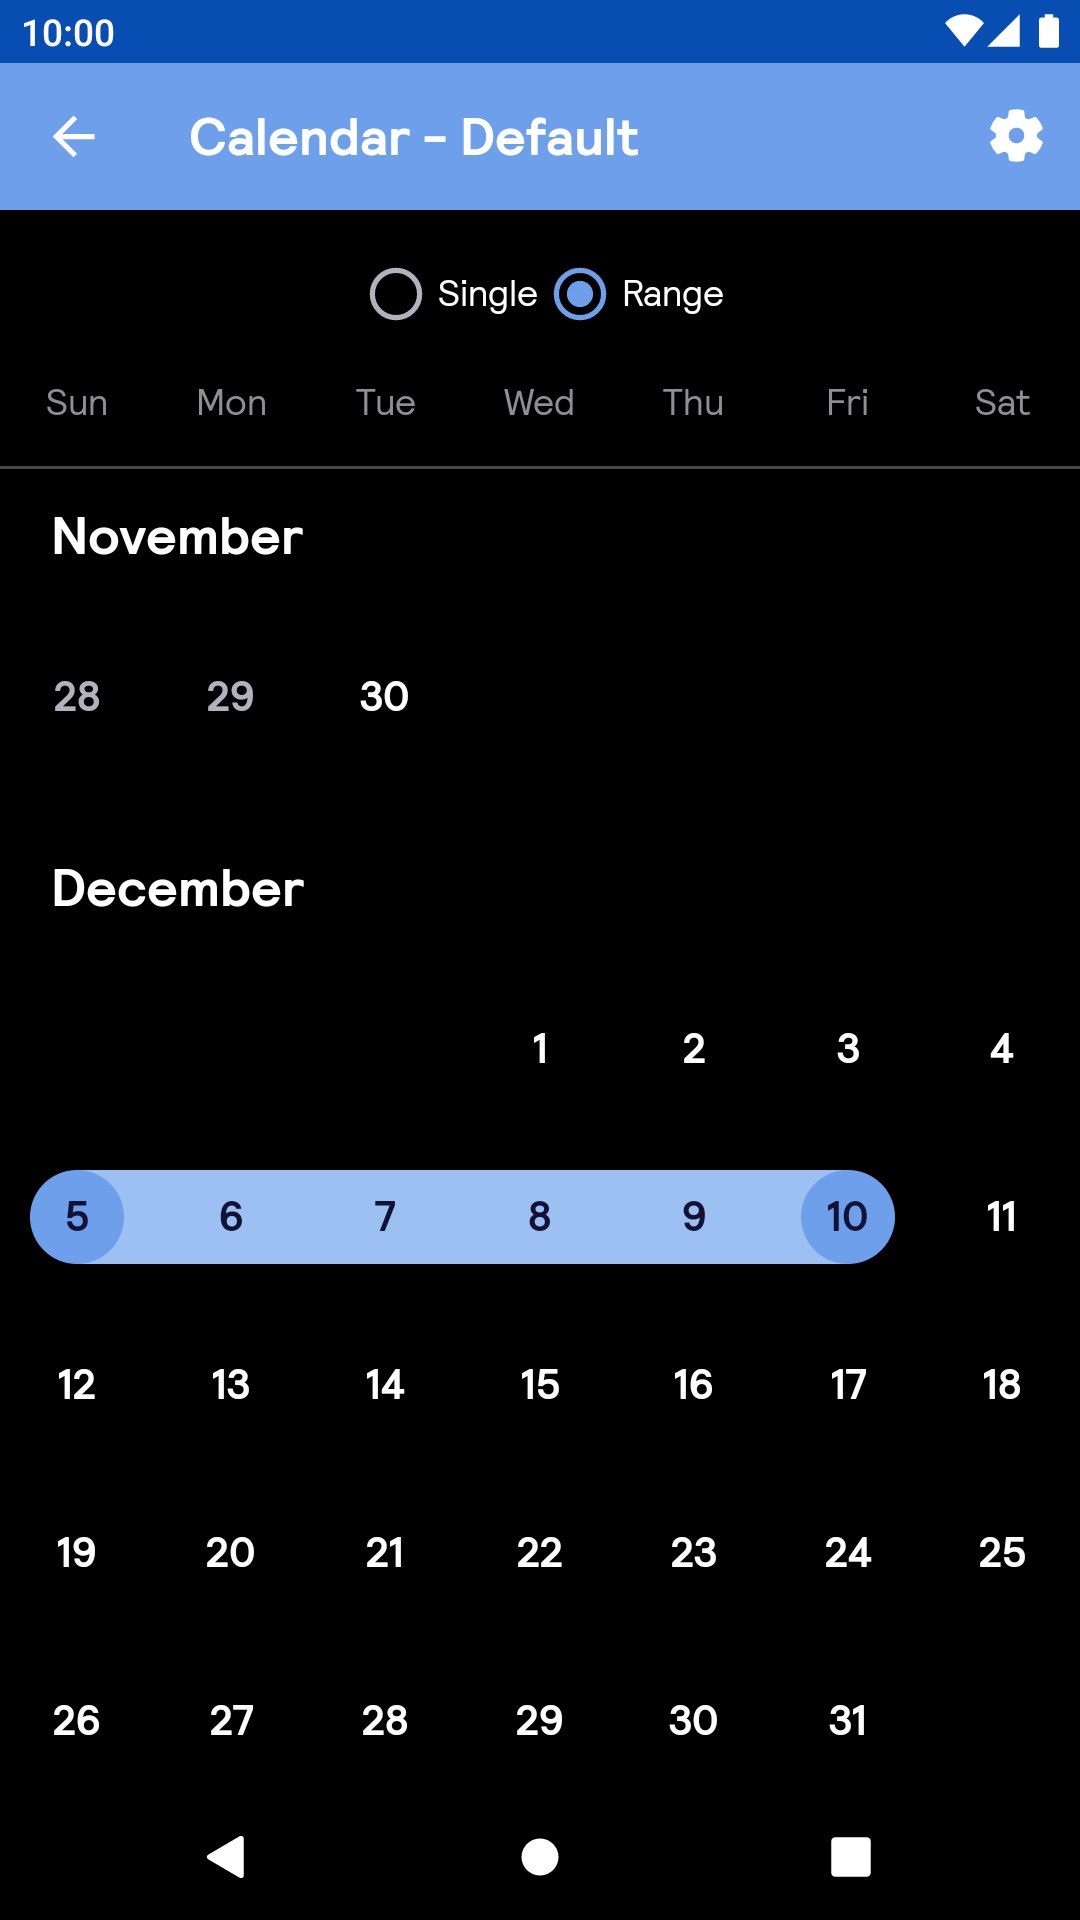 10:00
Calendar - Default
Single Range
Sun Mon Tue Wed Thu Fri Sat
November
28 29 30
December
1 2 3 4
5 6 7 8 9 10 11
12 13 14 15 16 17 18
19 20 21 22 23 24 25
26 27 28 29 30 31